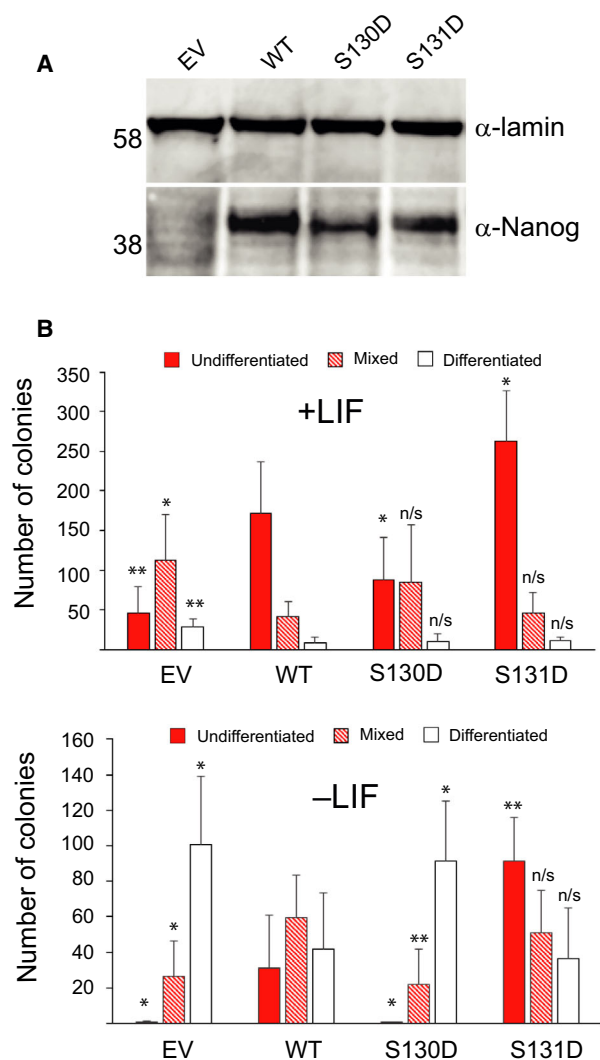 A
EV WT S130D S131D
58
α-lamin
38
α-Nanog
B
Undifferentiated Mixed Differentiated
+LIF
Number of colonies
350
300
250
200
150
100
50
** * **
* n/s n/s
* n/s n/s
EV WT S130D S131D
Undifferentiated Mixed Differentiated
–LIF
Number of colonies
160
140
120
100
80
60
40
20
* * *
* ** *
** n/s n/s
EV WT S130D S131D